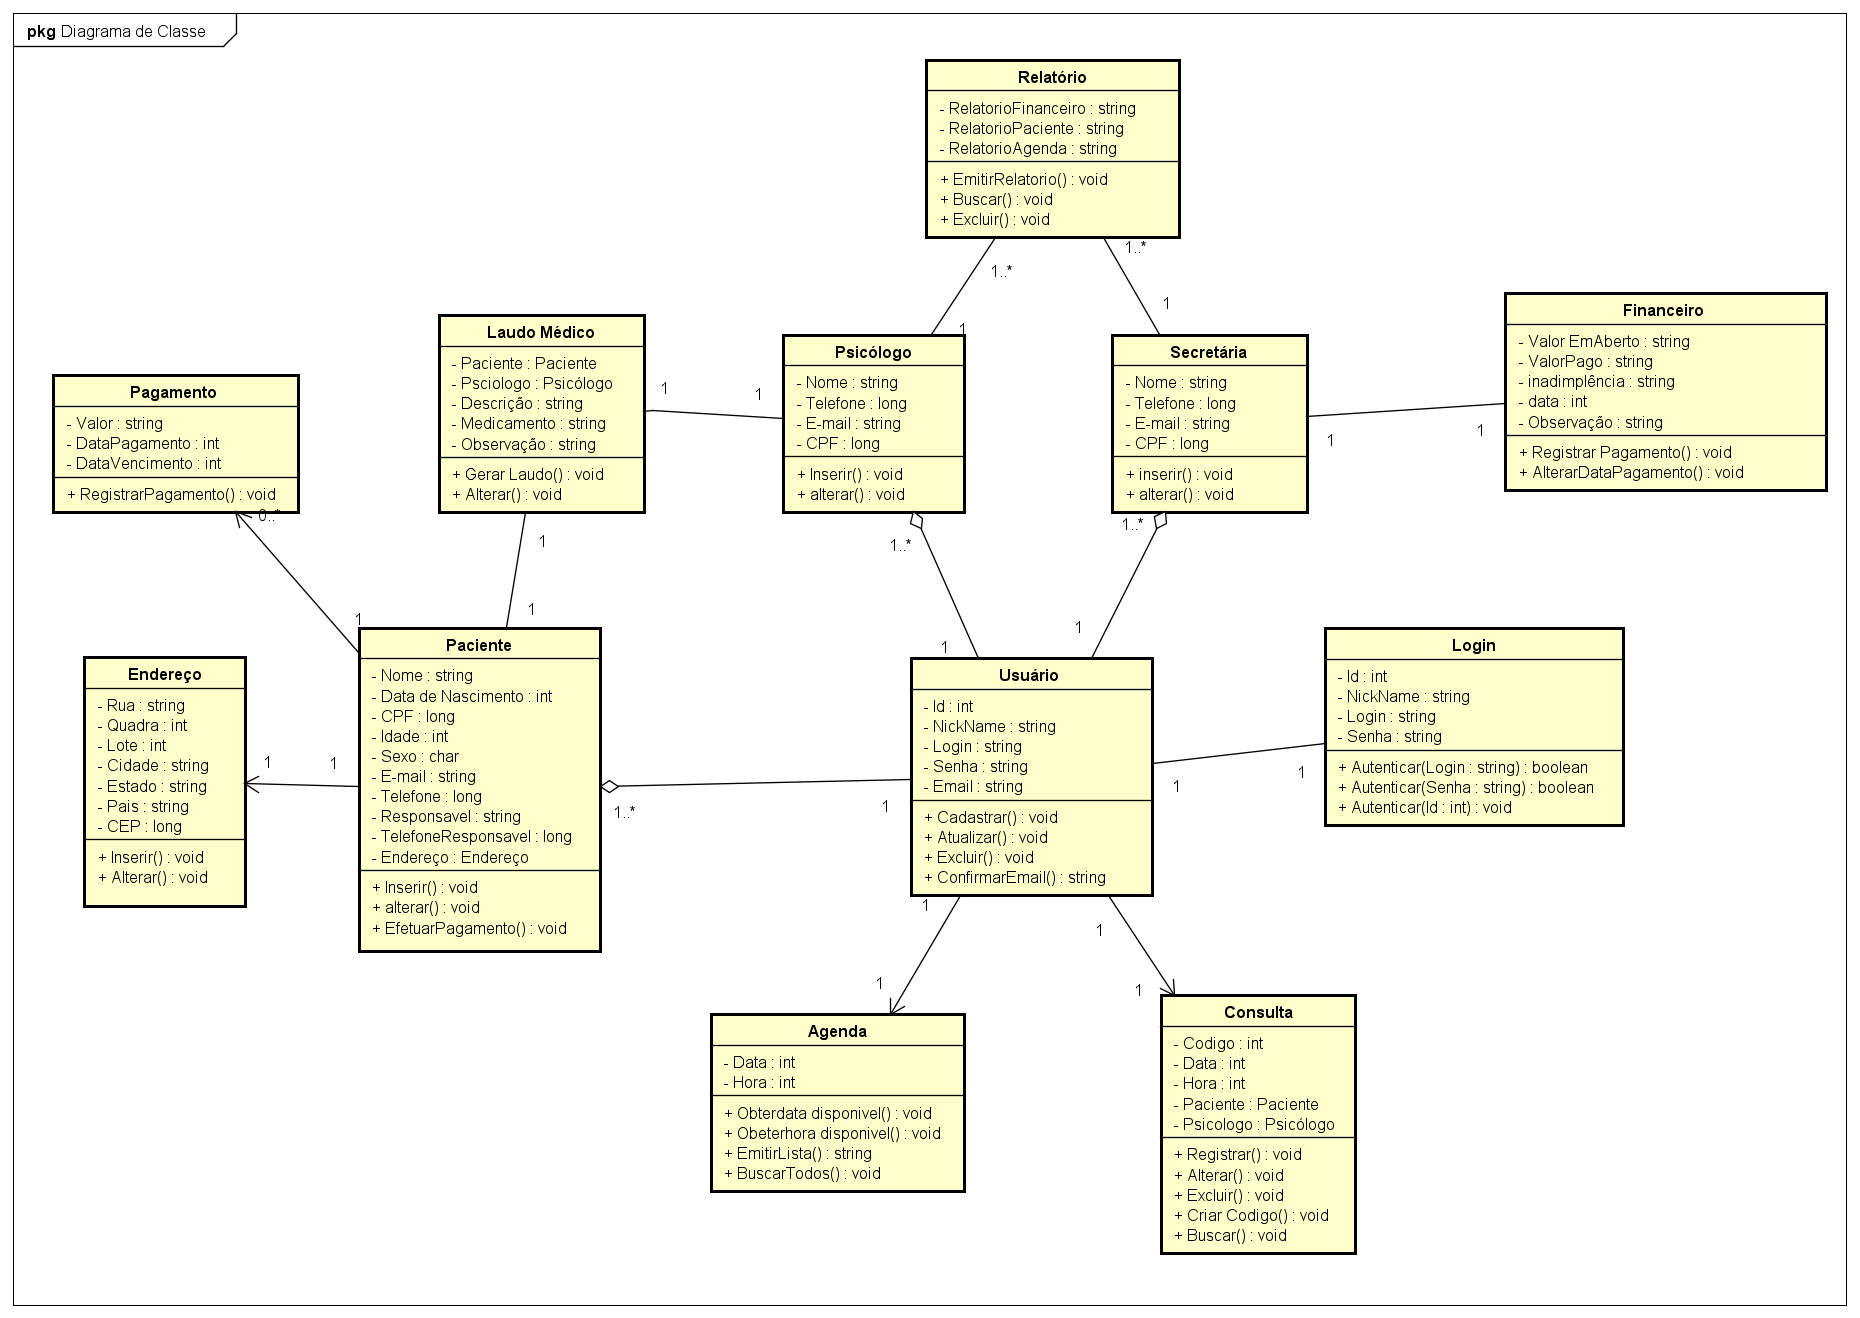 pkg Diagrama de Classe
Relatório
- RelatorioFinanceiro : string
- RelatorioPaciente : string
- RelatorioAgenda : string
+ EmitirRelatorio() : void
+ Buscar() : void
+ Excluir() : void
1..*
1..*
1
1
Financeiro
- Valor EmAberto : string
- ValorPago : string
- inadimplência : string
- data : int
- Observação : string
+ Registrar Pagamento() : void
+ AlterarDataPagamento() : void
Laudo Médico
- Paciente : Paciente
- Psciologo : Psicólogo
- Descrição : string
- Medicamento : string
- Observação : string
+ Gerar Laudo() : void
+ Alterar() : void
1
1
Psicólogo
- Nome : string
- Telefone : long
- E-mail : string
- CPF : long
+ Inserir() : void
+ alterar() : void
Secretária
- Nome : string
- Telefone : long
- E-mail : string
- CPF : long
+ inserir() : void
+ alterar() : void
1
1
Pagamento
- Valor : string
- DataPagamento : int
- DataVencimento : int
+ RegistrarPagamento() : void
0..*
1
1
1
1..*
1
1..*
1
Paciente
- Nome : string
- Data de Nascimento : int
- CPF : long
- Idade : int
- Sexo : char
- E-mail : string
- Telefone : long
- Responsavel : string
- TelefoneResponsavel : long
- Endereço : Endereço
+ Inserir() : void
+ alterar() : void
+ EfetuarPagamento() : void
Endereço
- Rua : string
- Quadra : int
- Lote : int
- Cidade : string
- Estado : string
- Pais : string
- CEP : long
+ Inserir() : void
+ Alterar() : void
1
1
1..*
1
Usuário
- Id : int
- NickName : string
- Login : string
- Senha : string
- Email : string
+ Cadastrar() : void
+ Atualizar() : void
+ Excluir() : void
+ ConfirmarEmail() : string
1
1
Login
- Id : int
- NickName : string
- Login : string
- Senha : string
+ Autenticar(Login : string) : boolean
+ Autenticar(Senha : string) : boolean
+ Autenticar(Id : int) : void
1
1
1
1
Agenda
- Data : int
- Hora : int
+ Obterdata disponivel() : void
+ Obeterhora disponivel() : void
+ EmitirLista() : string
+ BuscarTodos() : void
Consulta
- Codigo : int
- Data : int
- Hora : int
- Paciente : Paciente
- Psicologo : Psicólogo
+ Registrar() : void
+ Alterar() : void
+ Excluir() : void
+ Criar Codigo() : void
+ Buscar() : void